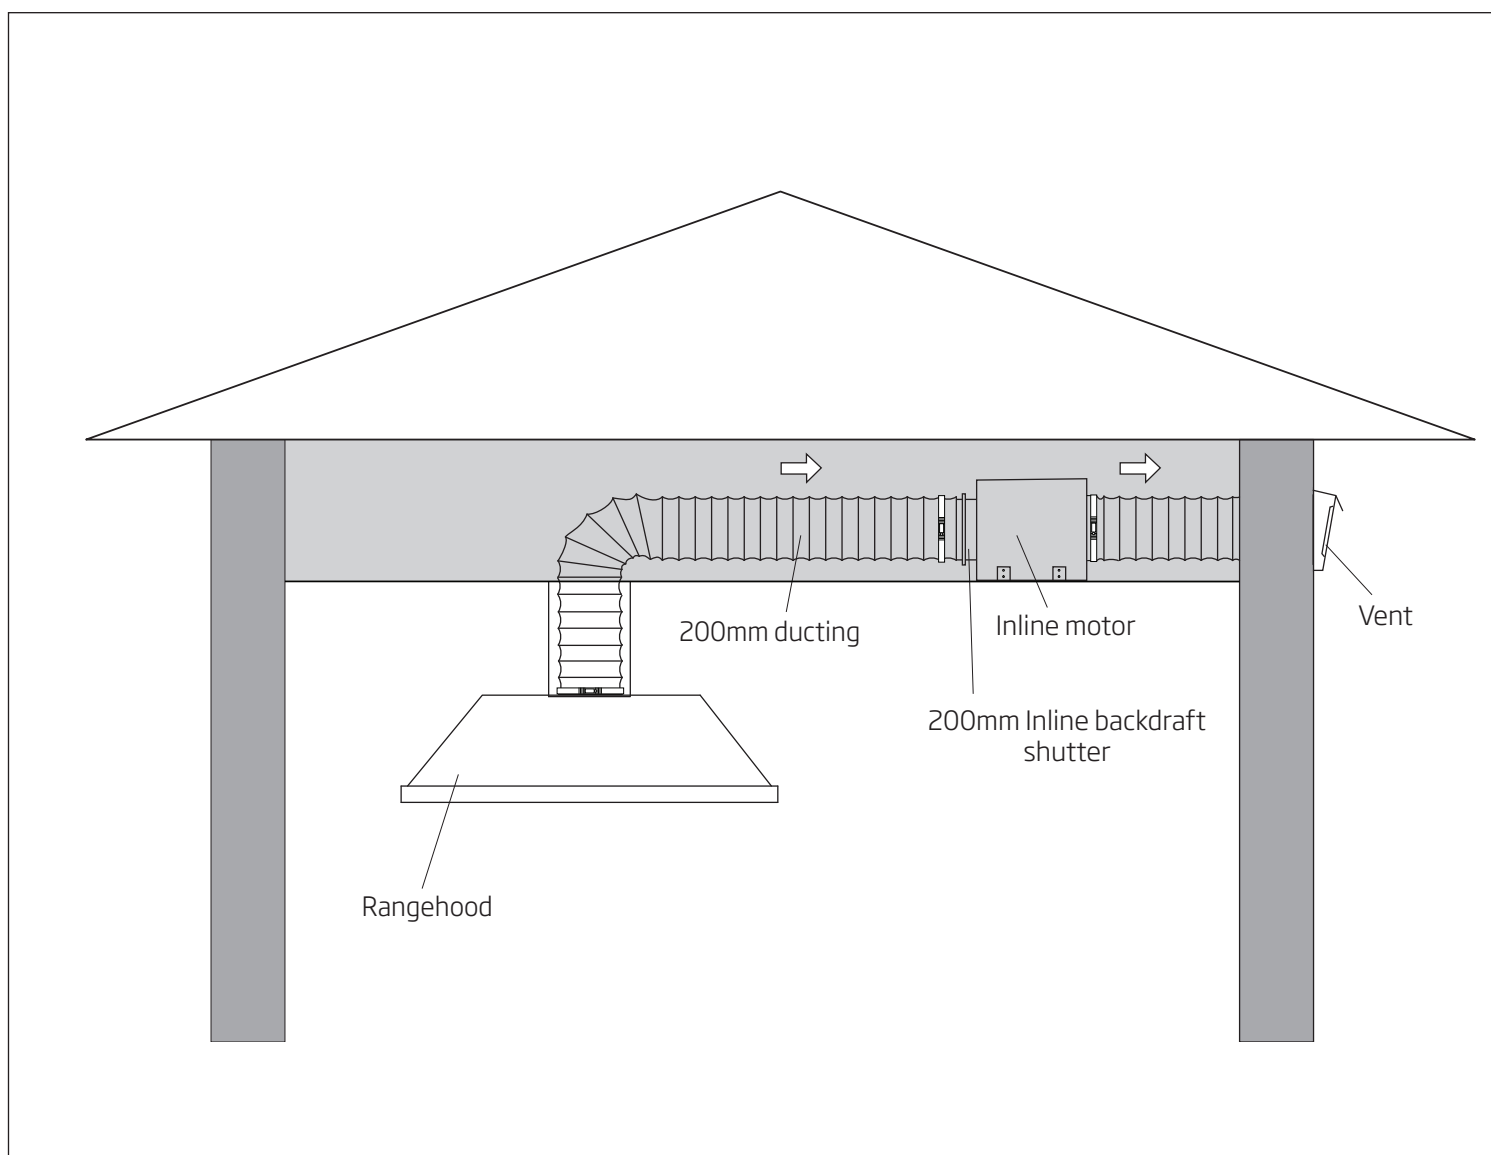 200mm ducting
Inline motor
Vent
200mm Inline backdraft
shutter
Rangehood